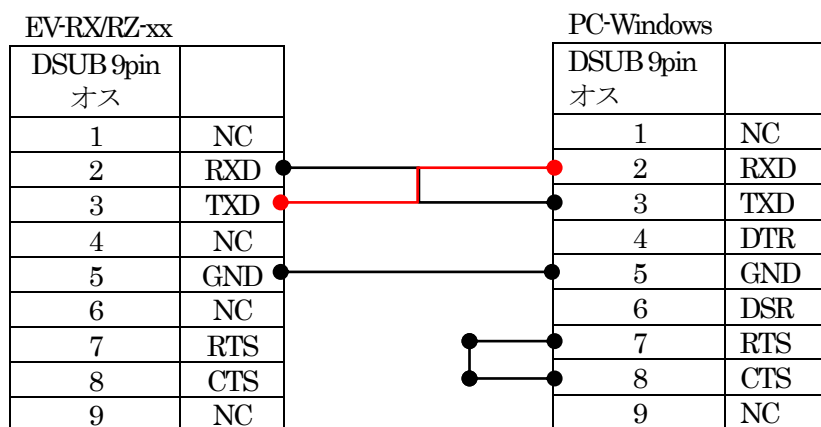 EV-RX/RZ-xx
DSUB 9pin
オス
1 NC
2 RXD
3 TXD
4 NC
5 GND
6 NC
7 RTS
8 CTS
9 NC
PC-Windows
DSUB 9pin
オス
1 NC
2 RXD
3 TXD
4 DTR
5 GND
6 DSR
7 RTS
8 CTS
9 NC